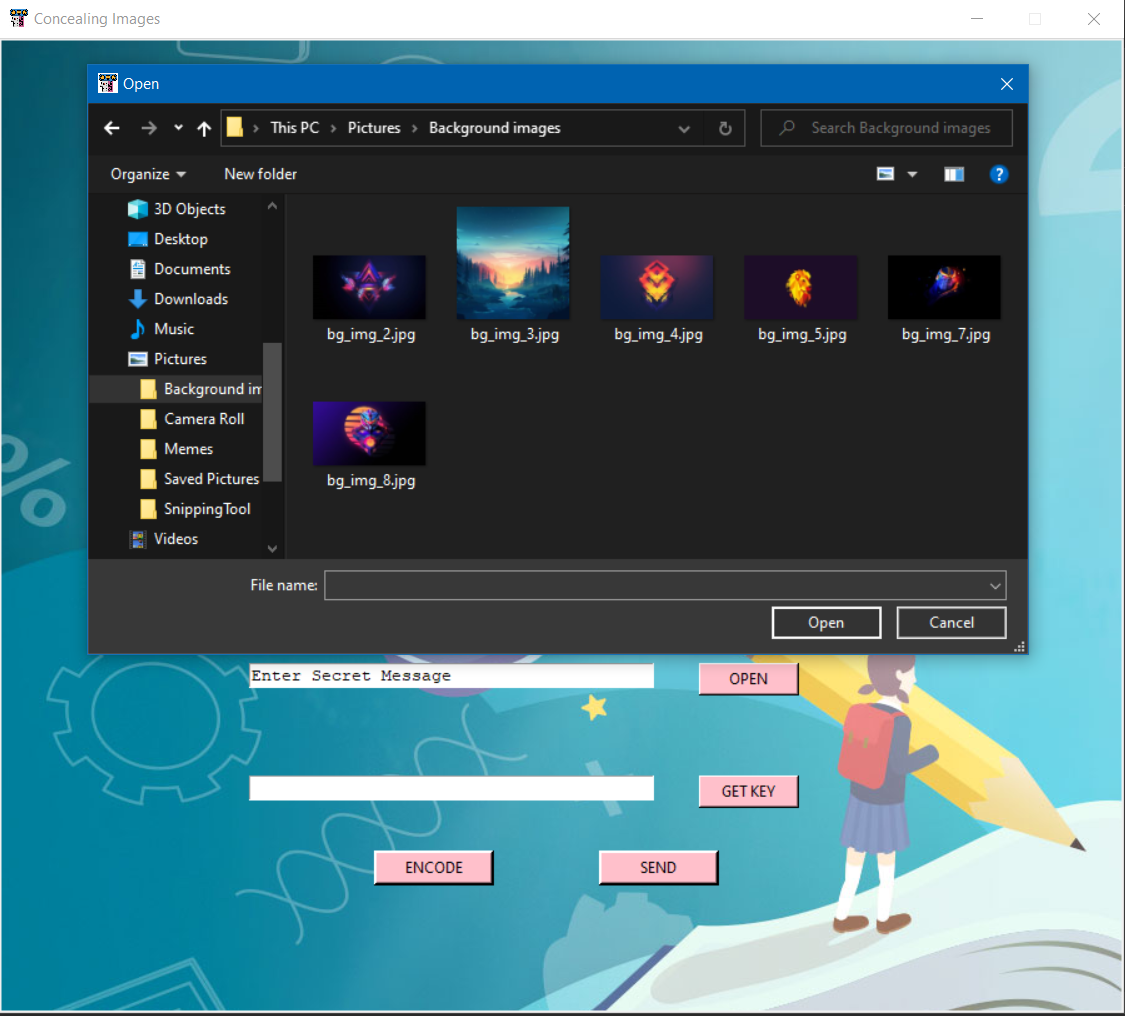 Concealing Images
Open
This PC > Pictures > Background images
Search Background images
Organize
New folder
?
3D Objects
Desktop
Documents
Downloads
Music
Pictures
Background im
Camera Roll
Memes
Saved Pictures
SnippingTool
Videos
bg_img_2.jpg
bg_img_3.jpg
bg_img_4.jpg
bg_img_5.jpg
bg_img_7.jpg
bg_img_8.jpg
File name:
Open
Cancel
Enter Secret Message
OPEN
GET KEY
ENCODE
SEND
%
e